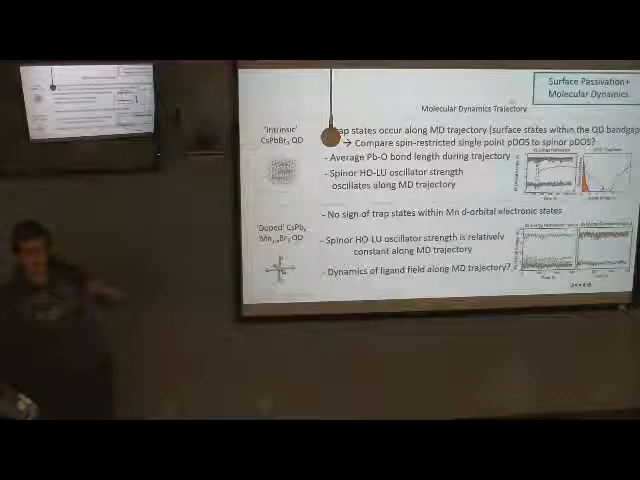 Surface Passivation+
Molecular Dynamics
Molecular Dynamics Trajectory
'Intrinsic'
CsPbBr₃ QD
rap states occur along MD trajectory (surface states within the QD bandgap
→ Compare spin-restricted single point pDOS to spinor pDOS?
- Average Pb-O bond length during trajectory
- Spinor HO-LU oscillator strength
oscillates along MD trajectory
- No sign of trap states within Mn d-orbital electronic
states
'Doped' CsPb
Br₃ QD
- Spinor HO-LU oscillator strength is relatively
constant along MD trajectory
- Dynamics of ligand field along MD trajectory?